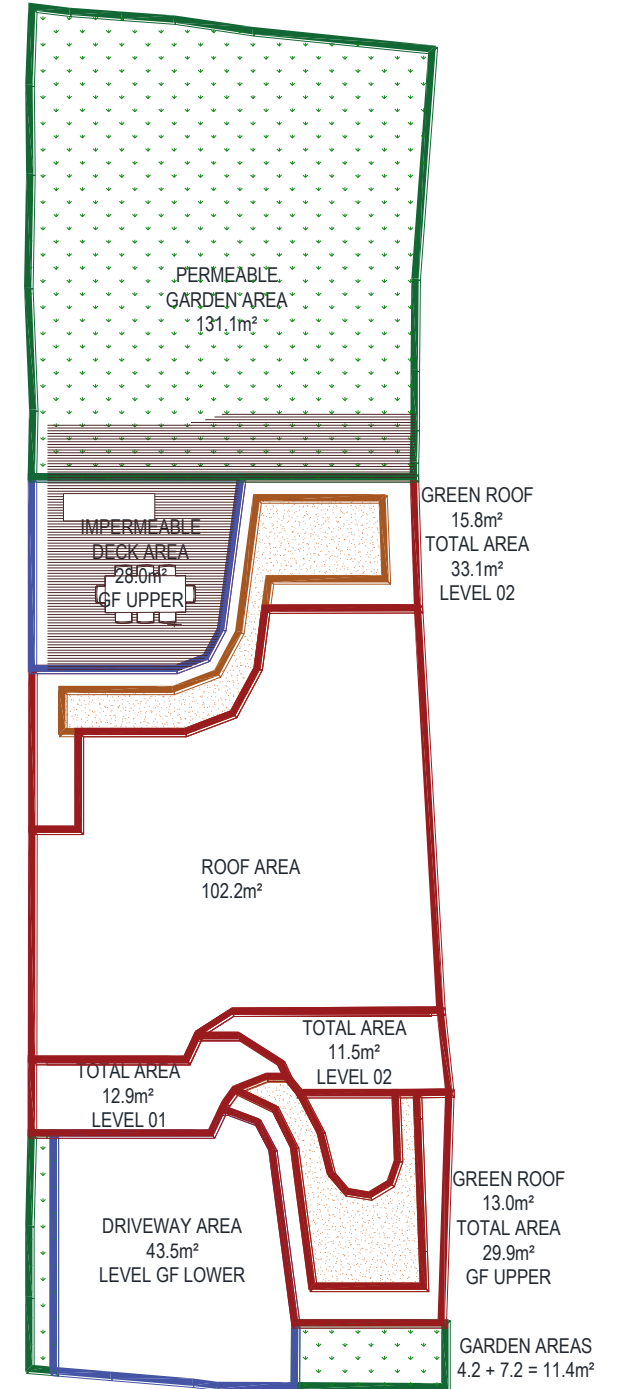 PERMEABLE
GARDEN AREA
131.1m²
GREEN ROOF
15.8m²
TOTAL AREA
33.1m²
LEVEL 02
IMPERMEABLE
DECK AREA
28.0m²
GF UPPER
ROOF AREA
102.2m²
TOTAL AREA
11.5m²
LEVEL 02
TOTAL AREA
12.9m²
LEVEL 01
GREEN ROOF
13.0m²
TOTAL AREA
29.9m²
GF UPPER
DRIVEWAY AREA
43.5m²
LEVEL GF LOWER
GARDEN AREAS
4.2 + 7.2 = 11.4m²